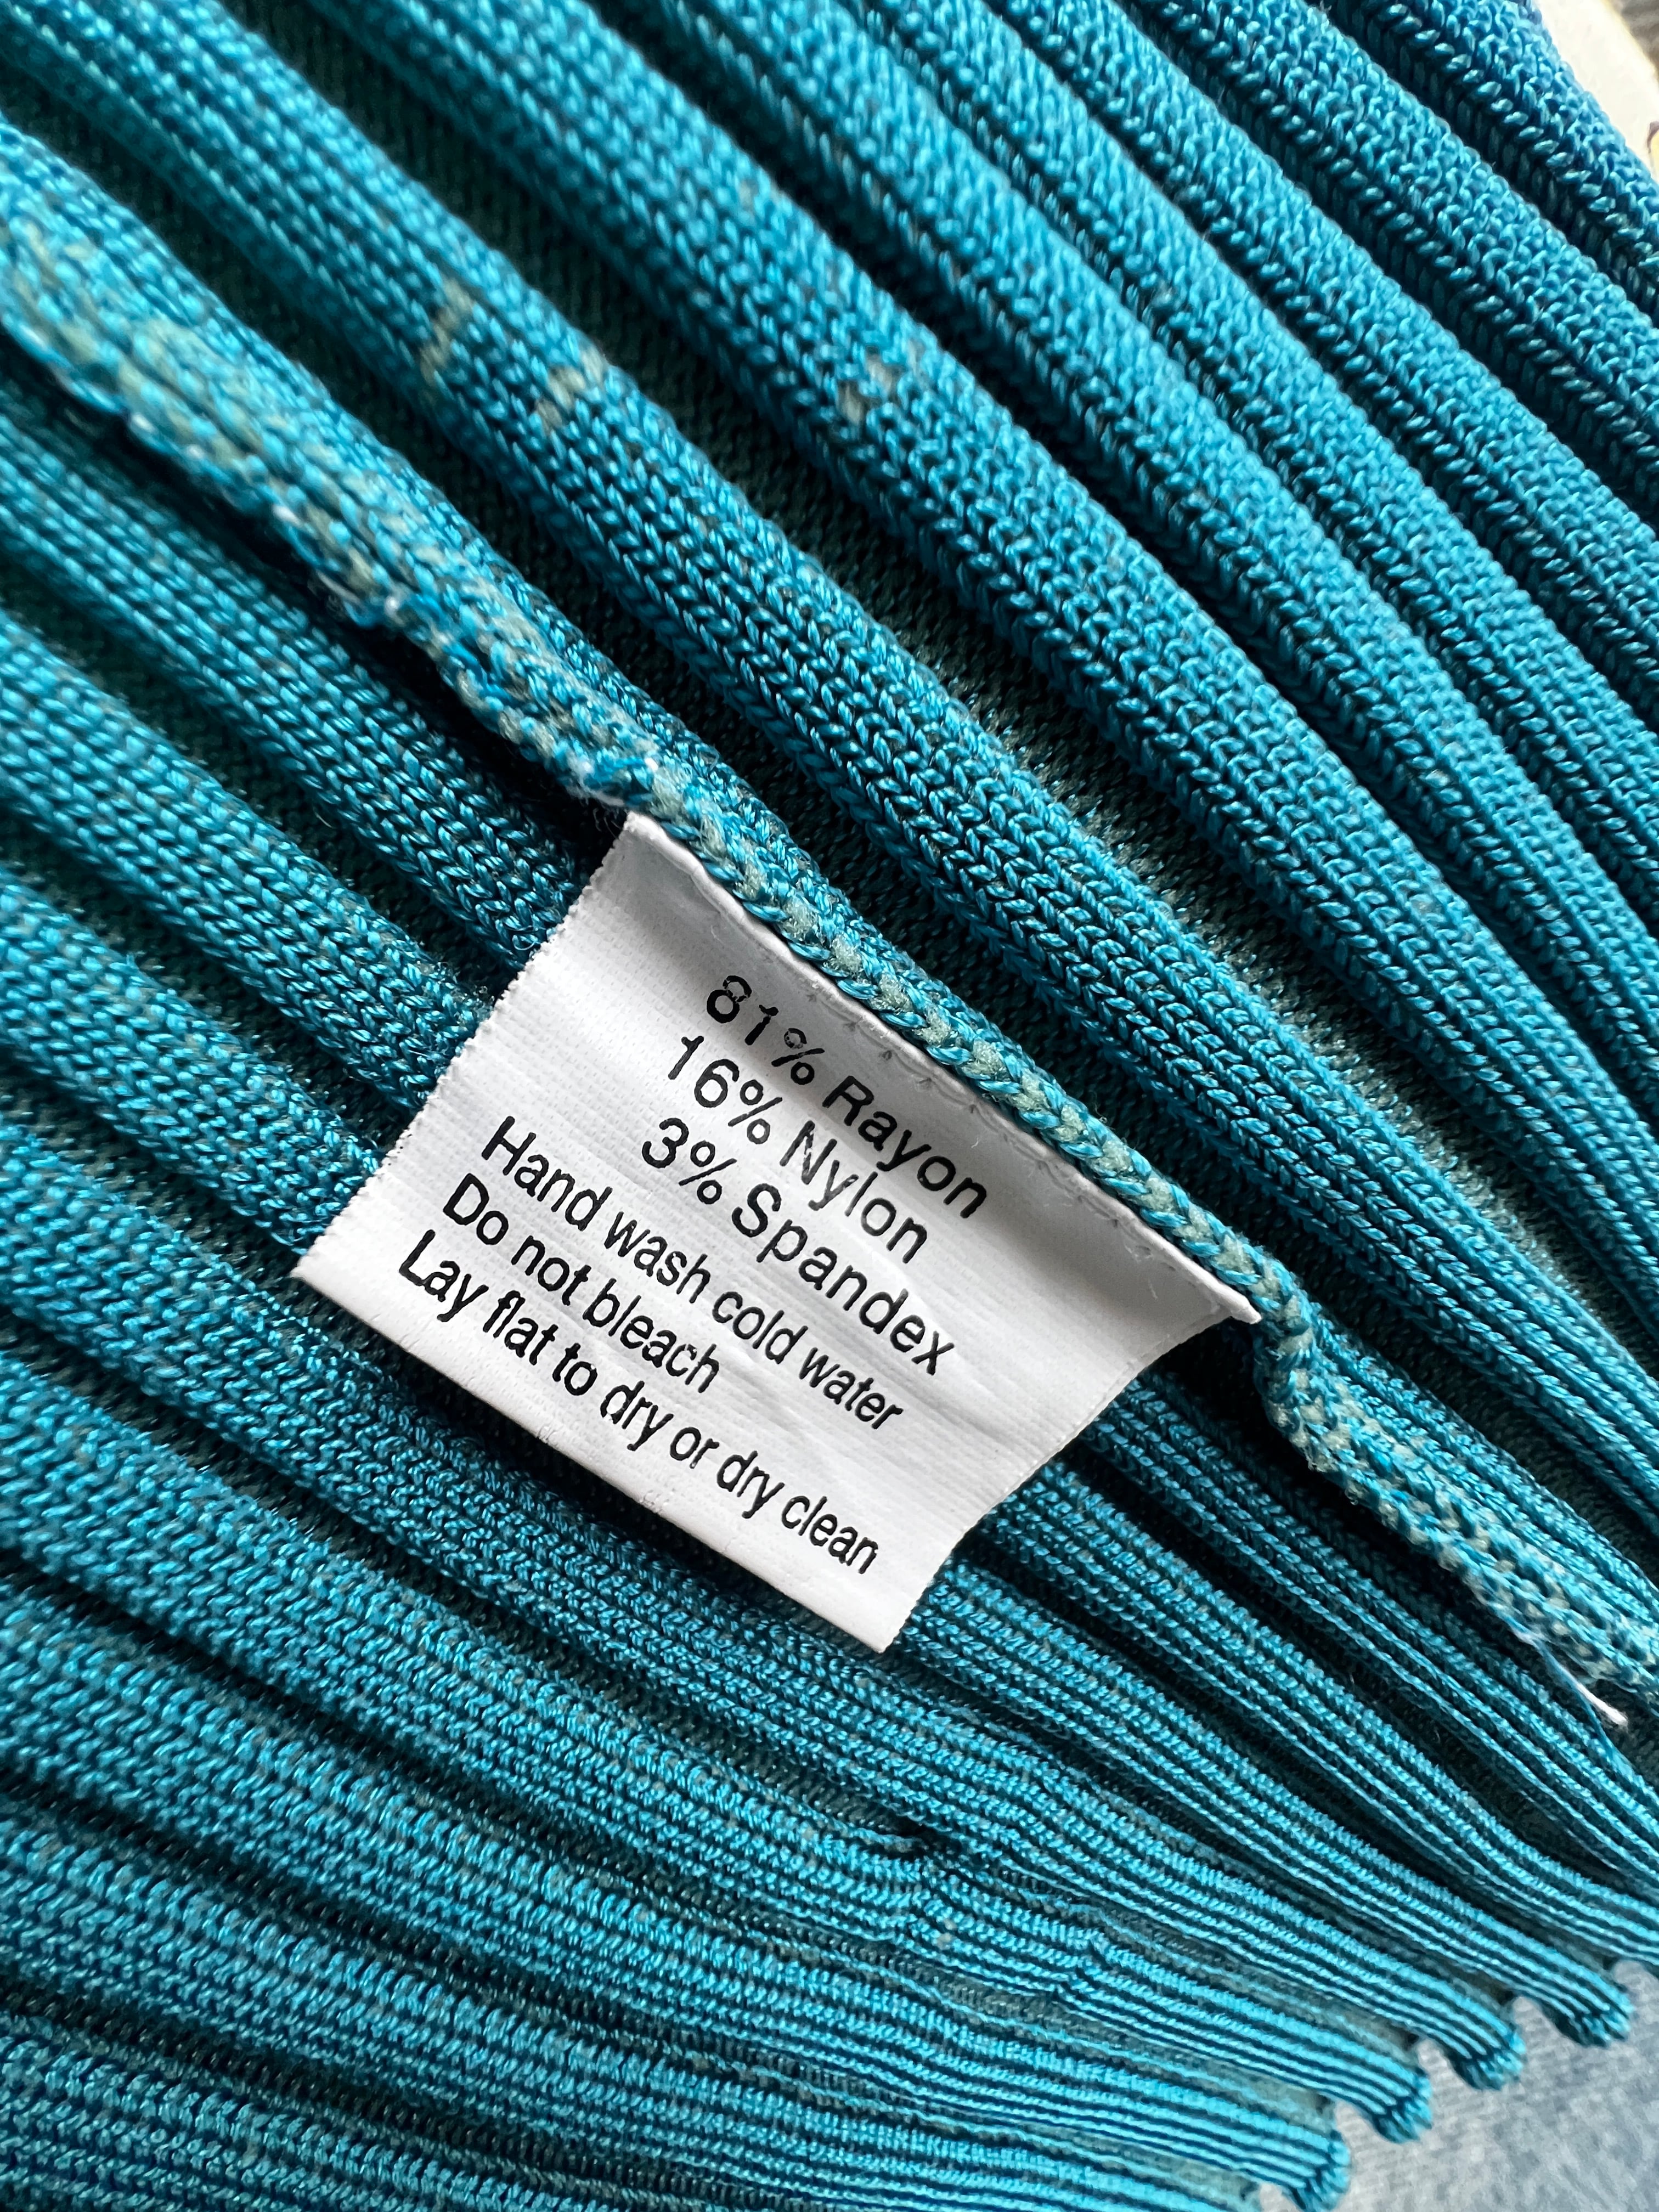 81% Rayon
16% Nylon
3% Spandex
Hand wash cold water
Do not bleach
Lay flat to dry or dry clean